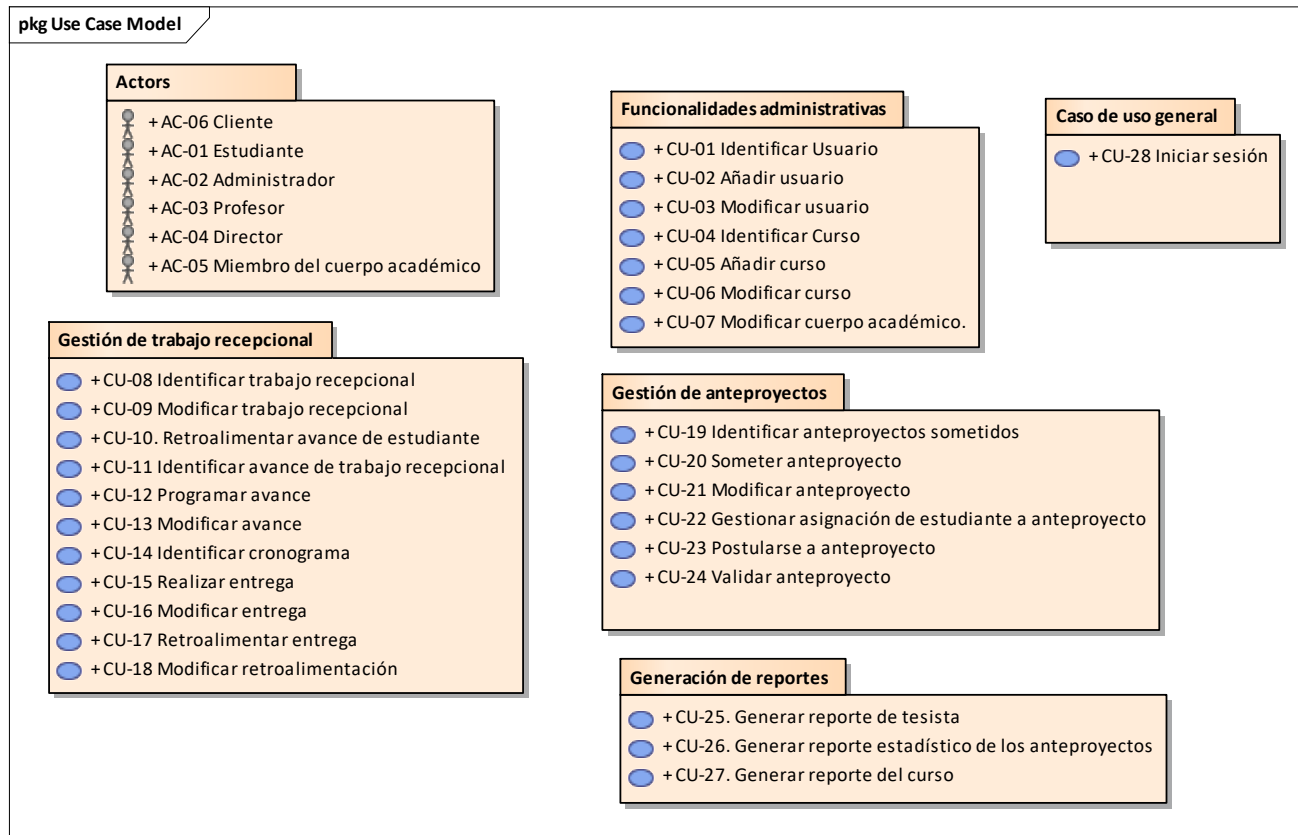 pkg Use Case Model
Actors
+ AC-06 Cliente
+ AC-01 Estudiante
+ AC-02 Administrador
+ AC-03 Profesor
+ AC-04 Director
+ AC-05 Miembro del cuerpo académico
Funcionalidades administrativas
+ CU-01 Identificar Usuario
+ CU-02 Añadir usuario
+ CU-03 Modificar usuario
+ CU-04 Identificar Curso
+ CU-05 Añadir curso
+ CU-06 Modificar curso
+ CU-07 Modificar cuerpo académico.
Caso de uso general
+ CU-28 Iniciar sesión
Gestión de trabajo recepcional
+ CU-08 Identificar trabajo recepcional
+ CU-09 Modificar trabajo recepcional
+ CU-10. Retroalimentar avance de estudiante
+ CU-11 Identificar avance de trabajo recepcional
+ CU-12 Programar avance
+ CU-13 Modificar avance
+ CU-14 Identificar cronograma
+ CU-15 Realizar entrega
+ CU-16 Modificar entrega
+ CU-17 Retroalimentar entrega
+ CU-18 Modificar retroalimentación
Gestión de anteproyectos
+ CU-19 Identificar anteproyectos sometidos
+ CU-20 Someter anteproyecto
+ CU-21 Modificar anteproyecto
+ CU-22 Gestionar asignación de estudiante a anteproyecto
+ CU-23 Postularse a anteproyecto
+ CU-24 Validar anteproyecto
Generación de reportes
+ CU-25. Generar reporte de tesista
+ CU-26. Generar reporte estadístico de los anteproyectos
+ CU-27. Generar reporte del curso